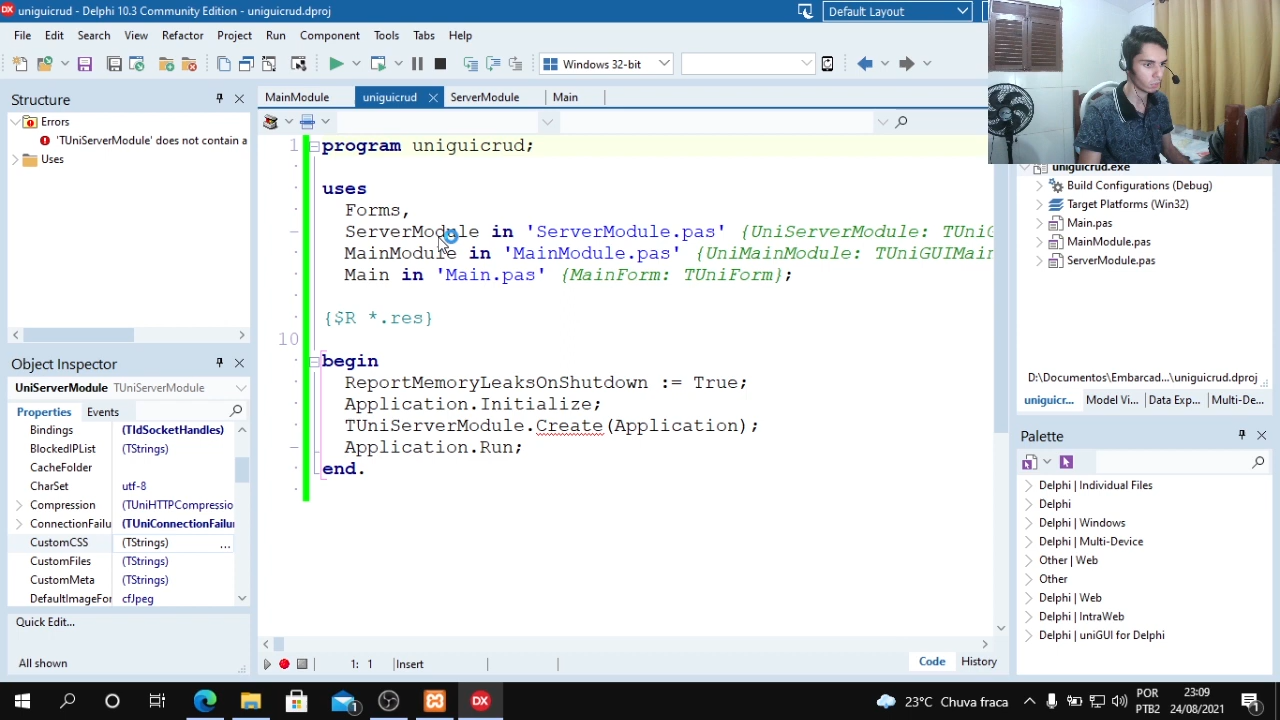 uniguicrud - Delphi 10.3 Community Edition - uniguicrud.dproj
Default Layout
File Edit Search View Refactor Project Run Component Tools Tabs Help
Windows 32-bit
Structure
Errors
'TUniServerModule' does not contain a
Uses
MainModule uniguicrud ServerModule Main
1 program uniguicrud;
uses
Forms,
ServerModule in 'ServerModule.pas' {UniServerModule: TUniG
MainModule in 'MainModule.pas' {UniMainModule: TUniGUIMain
Main in 'Main.pas' {MainForm: TUniForm};
{$R *.res}
10
begin
ReportMemoryLeaksOnShutdown := True;
Application.Initialize;
TUniServerModule.Create(Application);
Application.Run;
end.
1: 1 Insert
Code History
Object Inspector
UniServerModule TUniServerModule
Properties Events
Bindings (TIdSocketHandles)
BlockedIPList (TStrings)
CacheFolder
CharSet utf-8
Compression (TUniHTTPCompressio
ConnectionFailu (TUniConnectionFailu
CustomCSS (TStrings) ...
CustomFiles (TStrings)
CustomMeta (TStrings)
DefaultImageFor cfJpeg
Quick Edit...
All shown
uniguicrud.exe
Build Configurations (Debug)
Target Platforms (Win32)
Main.pas
MainModule.pas
ServerModule.pas
D:\Documentos\Embarcad...\uniguicrud.dproj
uniguicr... Model Vi... Data Exp... Multi-De...
Palette
Delphi | Individual Files
Delphi
Delphi | Windows
Delphi | Multi-Device
Other | Web
Other
Delphi | Web
Delphi | IntraWeb
Delphi | uniGUI for Delphi
23°C Chuva fraca
POR
PTB2
23:09
24/08/2021